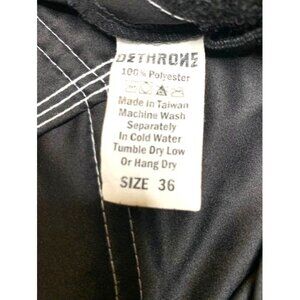 DETHRONE
100% Polyester
Made in Taiwan
Machine Wash
Separately
In Cold Water
Tumble Dry Low
Or Hang Dry
SIZE 36